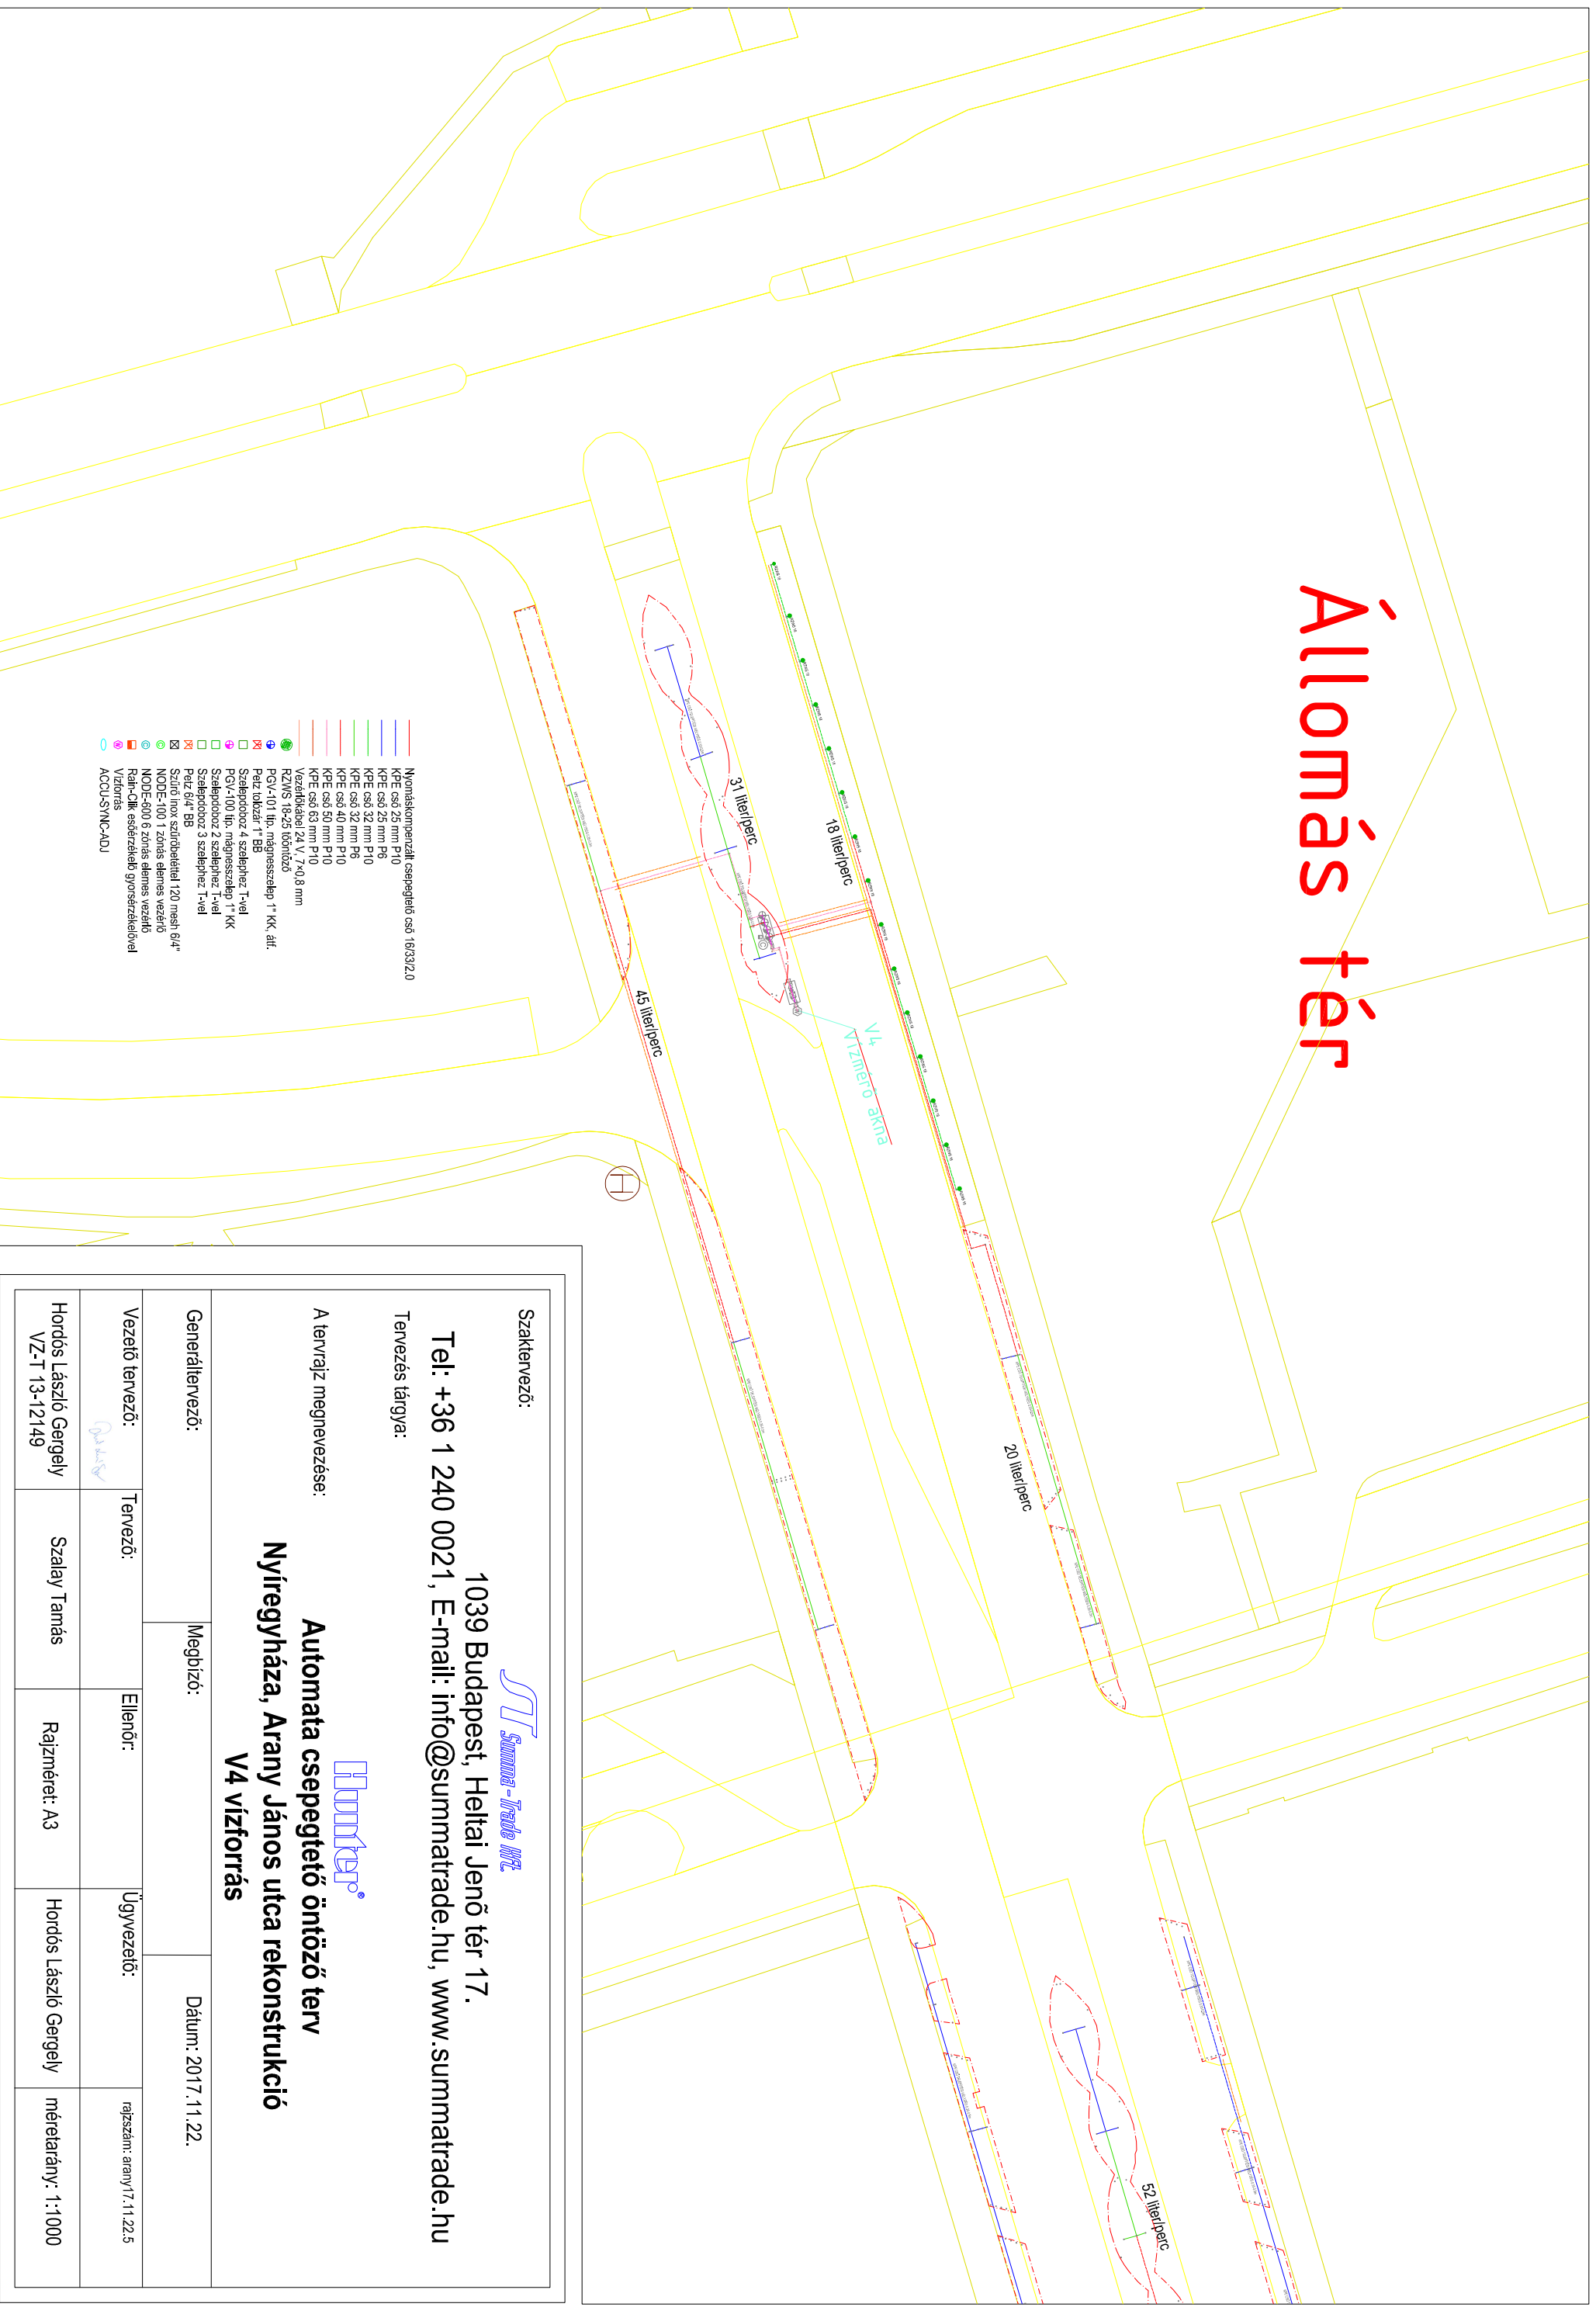 Állomás tér
18 liter/perc
31 liter/perc
45 liter/perc
20 liter/perc
52 liter/perc
V4
Vízmérő akna
H
Nyomáskompenzált csepegtető cső 16/33/2.0
KPE cső 25 mm P10
KPE cső 25 mm P6
KPE cső 32 mm P10
KPE cső 32 mm P6
KPE cső 40 mm P10
KPE cső 50 mm P10
KPE cső 63 mm P10
Vezérlőkábel 24 V, 7×0,8 mm
RZWS 18-25 tőöntöző
PGV-101 tip. mágnesszelep 1" KK, átf.
Petz tolózár 1" BB
Szelepdoboz 4 szelephez T-vel
PGV-100 tip. mágnesszelep 1" KK
Szelepdoboz 2 szelephez T-vel
Szelepdoboz 3 szelephez T-vel
Petz 6/4" BB
Szűrő inox szűrőbetéttel 120 mesh 6/4"
NODE-100 1 zónás elemes vezérlő
NODE-600 6 zónás elemes vezérlő
Rain-Clik esőérzékelő gyorsérzékelővel
Vízforrás
ACCU-SYNC-ADJ
Szaktervező:
ST Summa - Trade Kft.
1039 Budapest, Heltai Jenő tér 17.
Tel: +36 1 240 0021, E-mail: info@summatrade.hu, www.summatrade.hu
Tervezés tárgya:
Hunter®
A tervrajz megnevezése:
Automata csepegtető öntöző terv
Nyíregyháza, Arany János utca rekonstrukció
V4 vízforrás
Generáltervező:
Megbízó:
Dátum: 2017.11.22.
Vezető tervező:
Tervező:
Ellenőr:
Ügyvezető:
rajzszám: arany17.11.22.5
Hordós László Gergely
VZ-T 13-12149
Szalay Tamás
Rajzméret: A3
Hordós László Gergely
méretarány: 1:1000